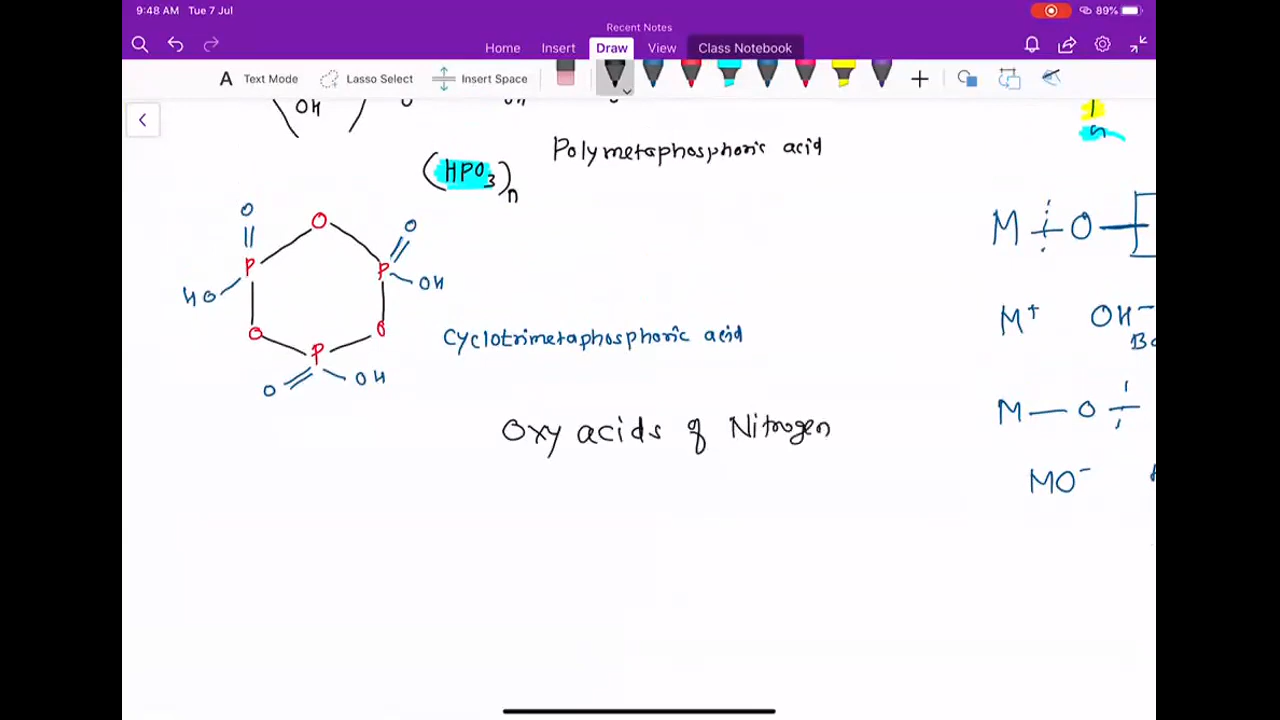 9:48 AM Tue 7 Jul
89%
Recent Notes
Home Insert Draw View Class Notebook
A Text Mode Lasso Select Insert Space
OH
Polymetaphosphoric acid
(HPO3)n
O O O
P P
HO OH
O O
Cyclotrimetaphosphoric acid
P
O OH
Oxy acids of Nitrogen
M O
M+ OH-
M — O
MO-